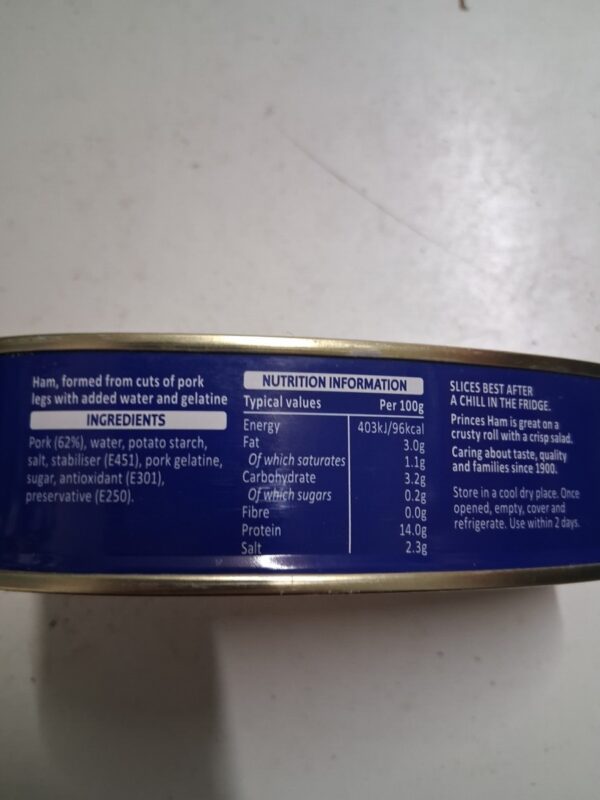 Ham, formed from cuts of pork
legs with added water and gelatine
INGREDIENTS
Pork (62%), water, potato starch,
salt, stabiliser (E451), pork gelatine,
sugar, antioxidant (E301),
preservative (E250).
NUTRITION INFORMATION
Typical values Per 100g
Energy 403kJ/96kcal
Fat 3.0g
Of which saturates 1.1g
Carbohydrate 3.2g
Of which sugars 0.2g
Fibre 0.0g
Protein 14.0g
Salt 2.3g
SLICES BEST AFTER
A CHILL IN THE FRIDGE.
Princes Ham is great on a
crusty roll with a crisp salad.
Caring about taste, quality
and families since 1900.
Store in a cool dry place. Once
opened, empty, cover and
refrigerate. Use within 2 days.